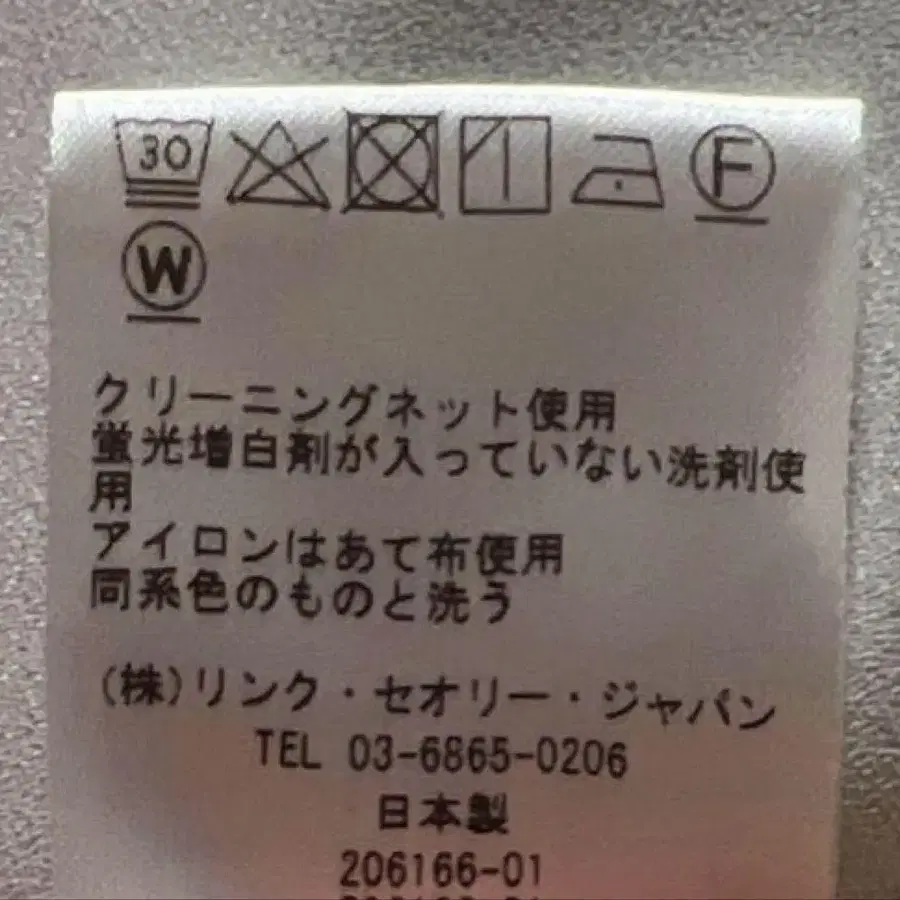 30
F
W
クリーニングネット使用
蛍光増白剤が入っていない洗剤使
用
アイロンはあて布使用
同系色のものと洗う
(株)リンク・セオリー・ジャパン
TEL 03-6865-0206
日本製
206166-01